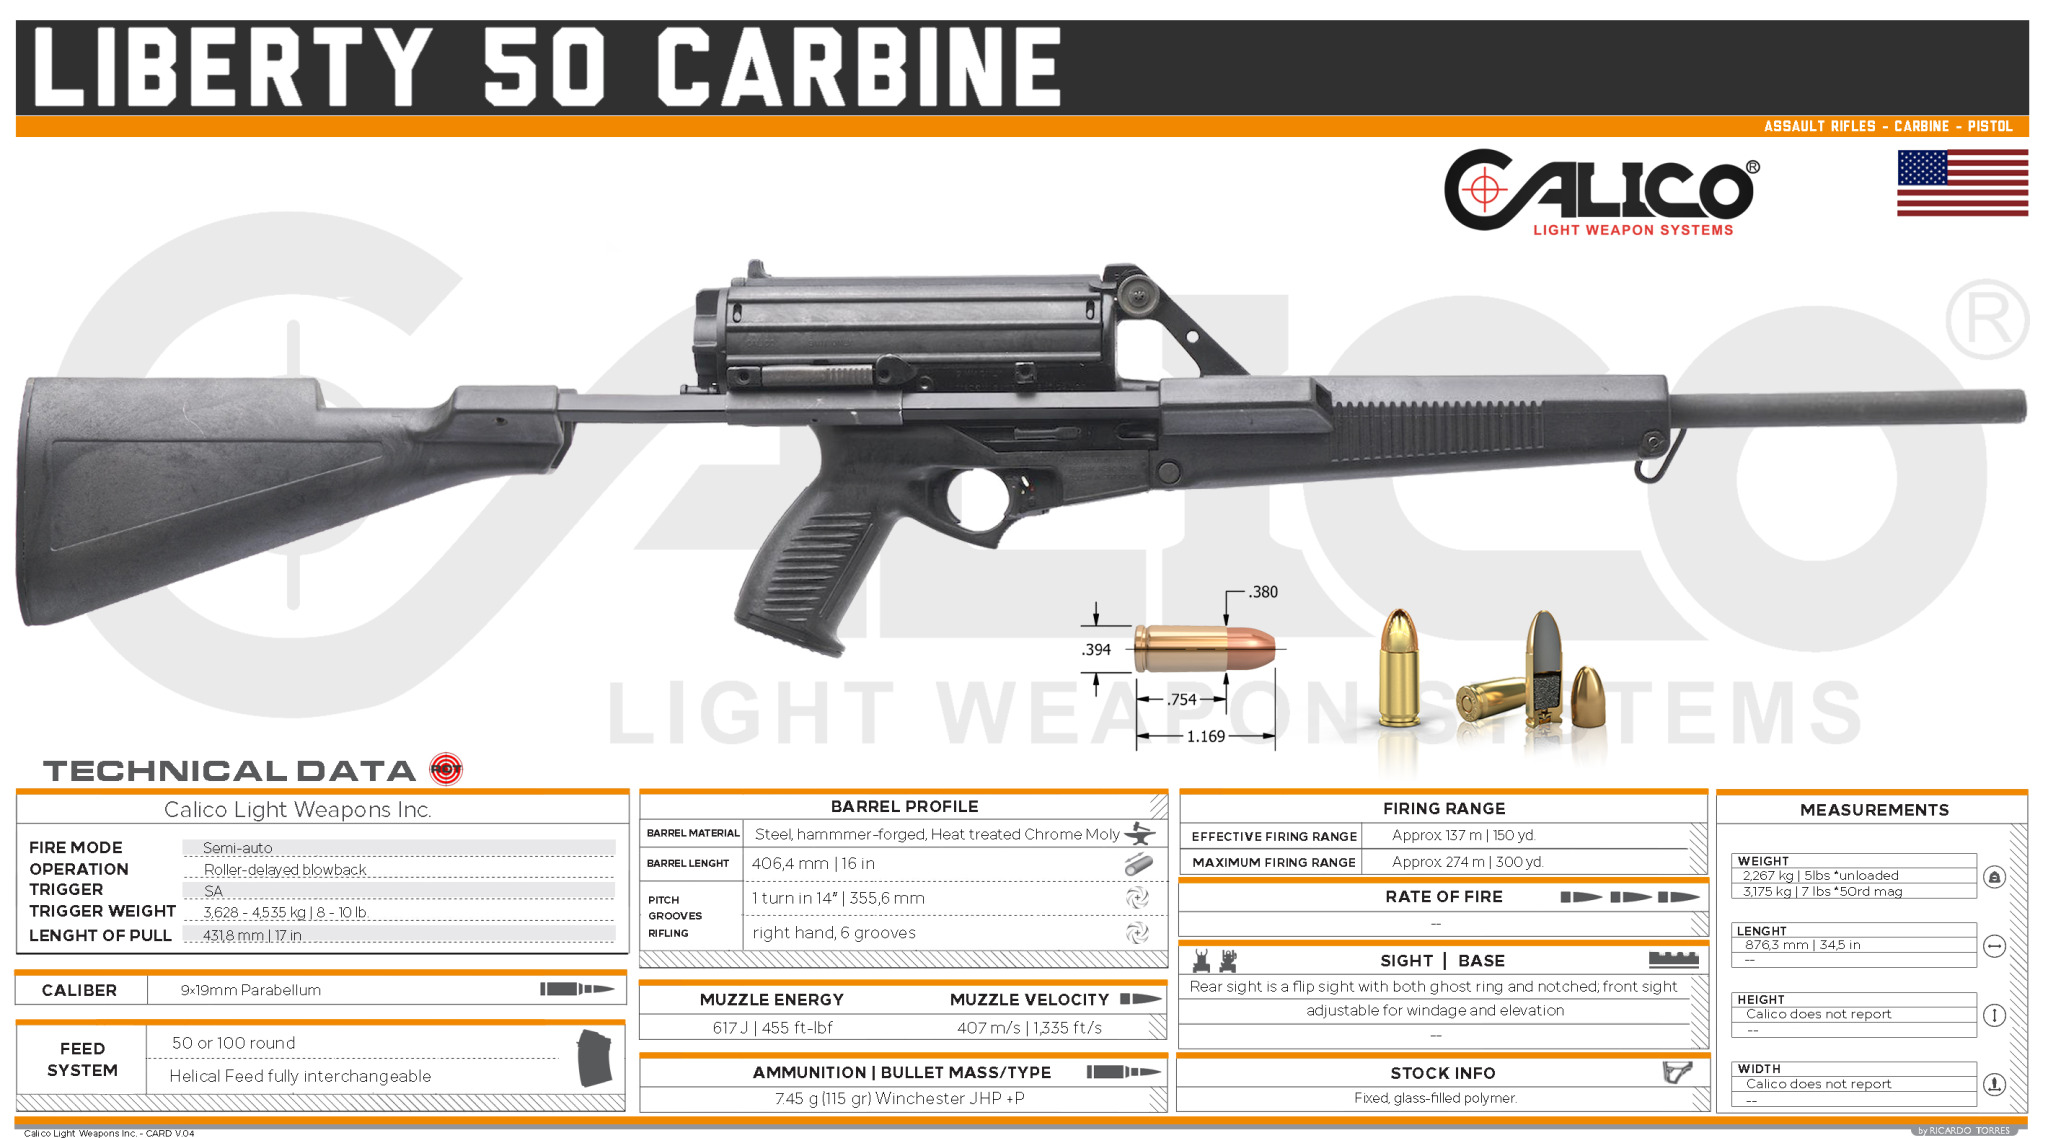 LIBERTY 50 CARBINE
ASSAULT RIFLES - CARBINE - PISTOL
CALICO®
LIGHT WEAPON SYSTEMS
CALICO®
LIGHT WEAPON SYSTEMS
.380
.394
.754
1.169
TECHNICAL DATA
Calico Light Weapons Inc.
FIRE MODE Semi-auto
OPERATION Roller-delayed blowback
TRIGGER SA
TRIGGER WEIGHT 3,628 - 4,535 kg | 8 - 10 lb.
LENGHT OF PULL 431,8 mm | 17 in
CALIBER 9x19mm Parabellum
FEED SYSTEM
50 or 100 round
Helical Feed fully interchangeable
BARREL PROFILE
BARREL MATERIAL Steel, hammmer-forged, Heat treated Chrome Moly
BARREL LENGHT 406,4 mm | 16 in
PITCH
GROOVES
RIFLING
1 turn in 14" | 355,6 mm
right hand, 6 grooves
MUZZLE ENERGY MUZZLE VELOCITY
617 J | 455 ft-lbf 407 m/s | 1,335 ft/s
AMMUNITION | BULLET MASS/TYPE
7.45 g (115 gr) Winchester JHP +P
FIRING RANGE
EFFECTIVE FIRING RANGE Approx 137 m | 150 yd.
MAXIMUM FIRING RANGE Approx 274 m | 300 yd.
RATE OF FIRE
--
SIGHT | BASE
Rear sight is a flip sight with both ghost ring and notched; front sight
adjustable for windage and elevation
--
STOCK INFO
Fixed, glass-filled polymer.
MEASUREMENTS
WEIGHT
2,267 kg | 5lbs *unloaded
3,175 kg | 7 lbs *50rd mag
LENGHT
876,3 mm | 34,5 in
--
HEIGHT
Calico does not report
--
WIDTH
Calico does not report
--
Calico Light Weapons Inc. - CARD V.04
by RICARDO TORRES